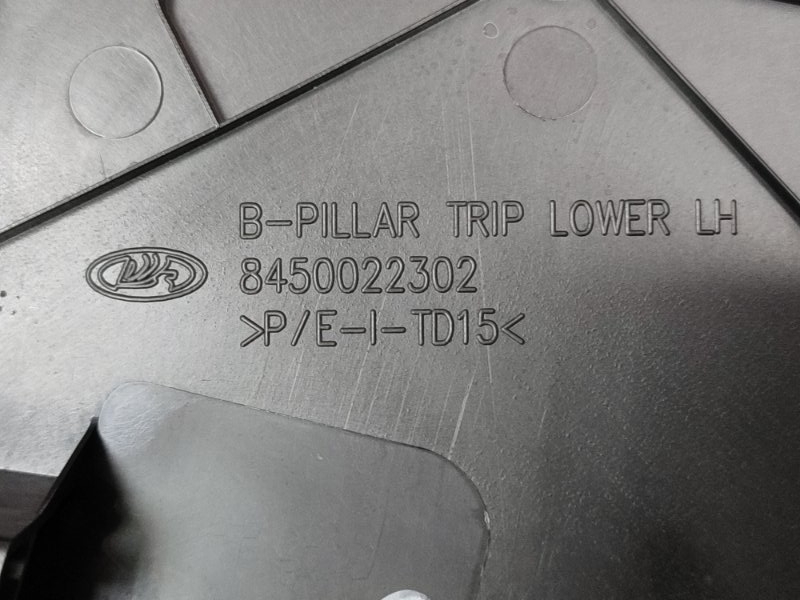 B-PILLAR TRIP LOWER LH
8450022302
>P/E-I-TD15<